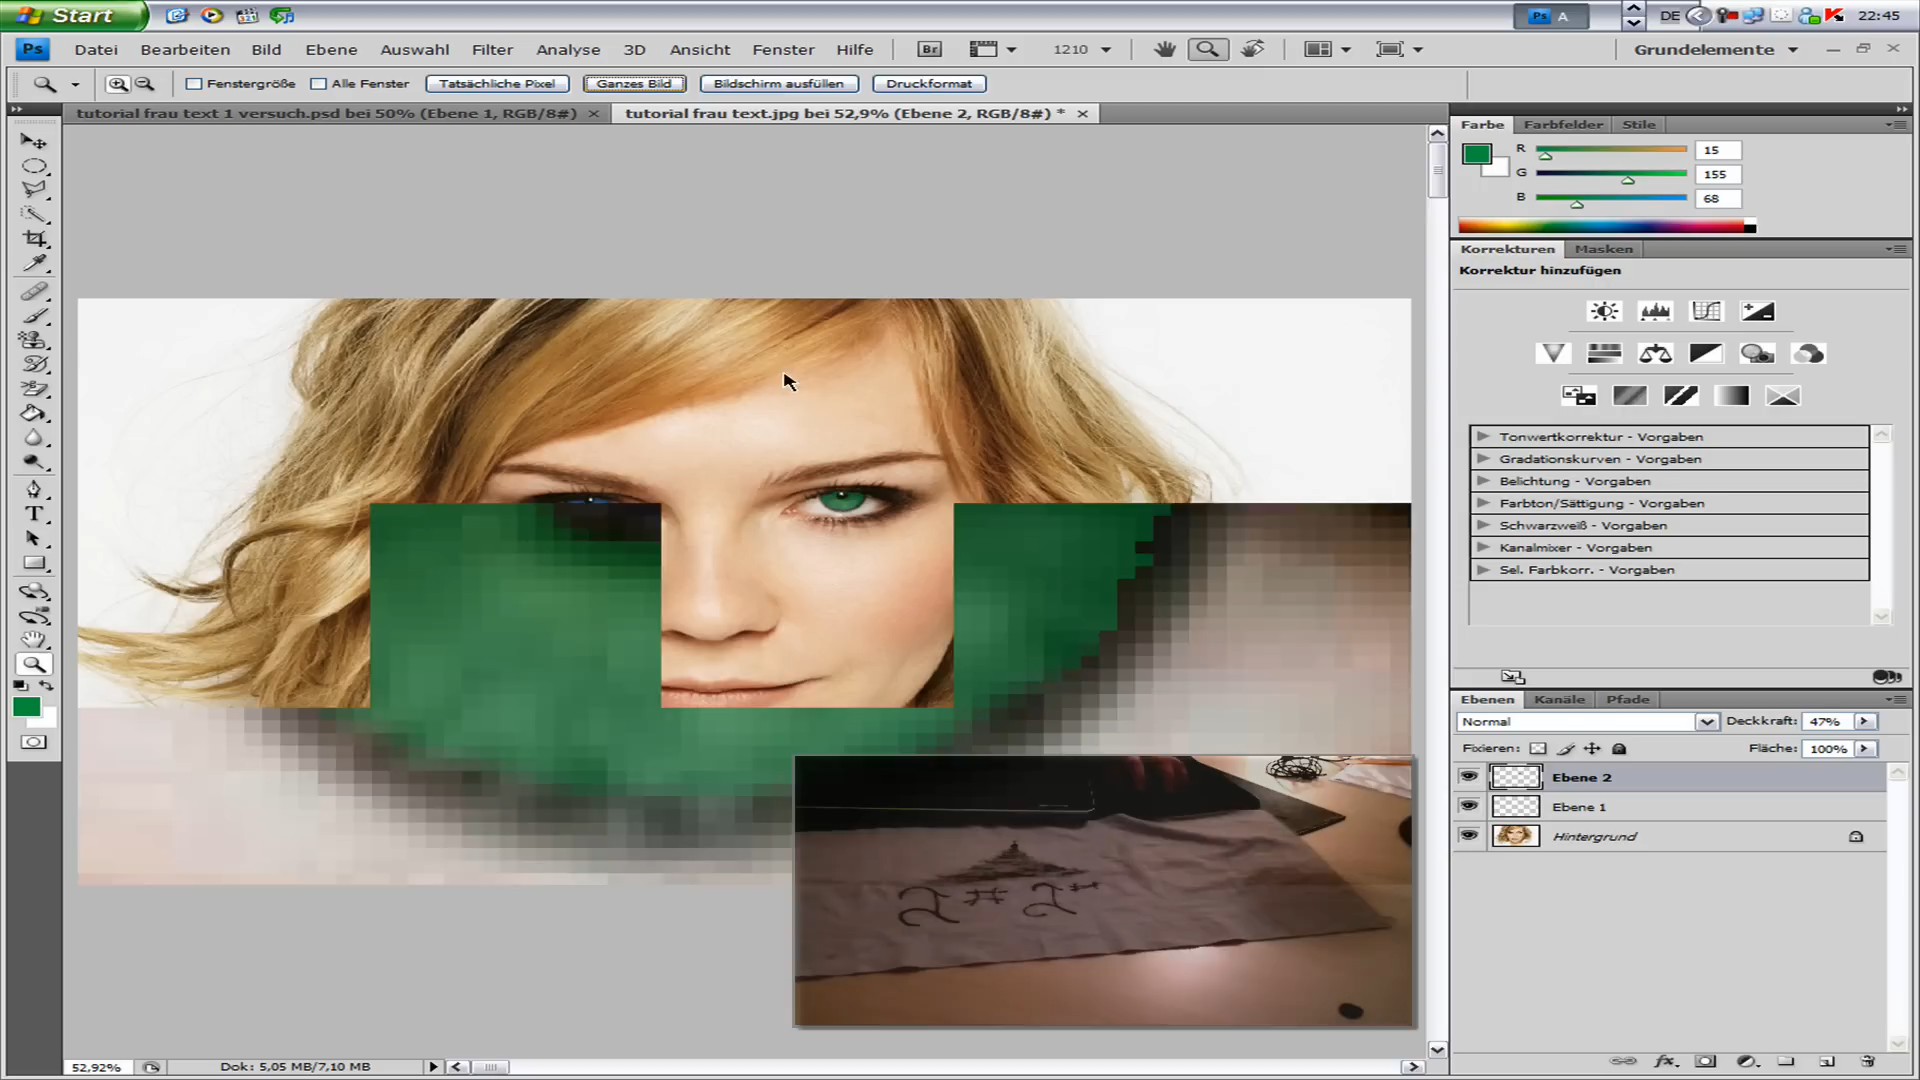 Start
Ps A
DE
22:45
Ps Datei Bearbeiten Bild Ebene Auswahl Filter Analyse 3D Ansicht Fenster Hilfe Br 1210 Grundelemente
Fenstergröße Alle Fenster Tatsächliche Pixel Ganzes Bild Bildschirm ausfüllen Druckformat
tutorial frau text 1 versuch.psd bei 50% (Ebene 1, RGB/8#) tutorial frau text.jpg bei 52,9% (Ebene 2, RGB/8#) *
Farbe Farbfelder Stile
R 15
G 155
B 68
Korrekturen Masken
Korrektur hinzufügen
Tonwertkorrektur - Vorgaben
Gradationskurven - Vorgaben
Belichtung - Vorgaben
Farbton/Sättigung - Vorgaben
Schwarzweiß - Vorgaben
Kanalmixer - Vorgaben
Sel. Farbkorr. - Vorgaben
Ebenen Kanäle Pfade
Normal Deckkraft: 47%
Fixieren: Fläche: 100%
Ebene 2
Ebene 1
Hintergrund
52,92% Dok: 5,05 MB/7,10 MB